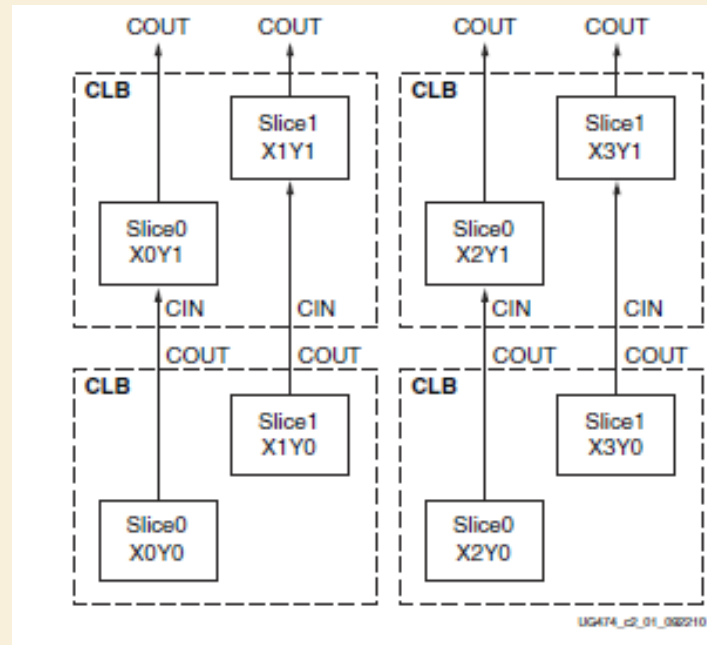 COUT COUT COUT COUT
CLB CLB
Slice1
X1Y1
Slice1
X3Y1
Slice0
X0Y1
Slice0
X2Y1
CIN CIN CIN CIN
COUT COUT COUT COUT
CLB CLB
Slice1
X1Y0
Slice1
X3Y0
Slice0
X0Y0
Slice0
X2Y0
UG474_c2_01_092210